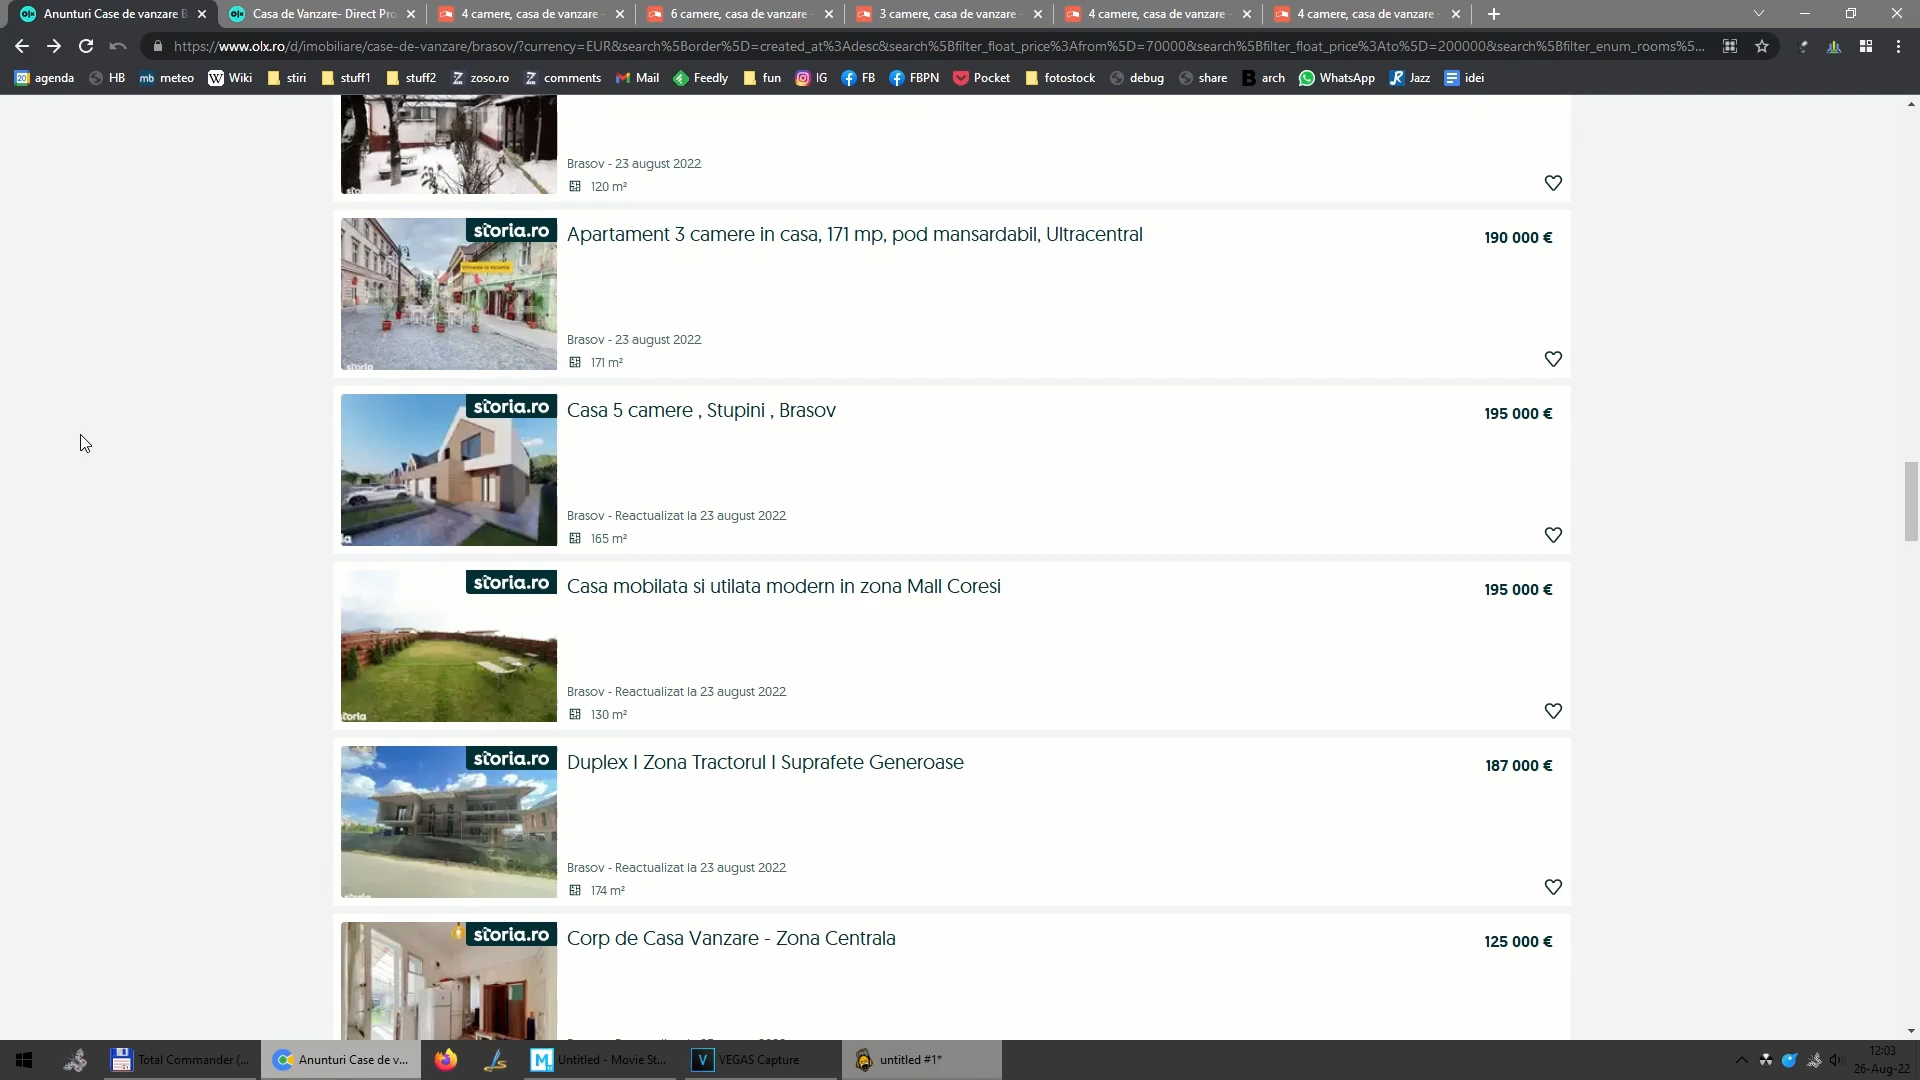 Anunturi Case de vanzare B
Casa de Vanzare- Direct Pro
4 camere, casa de vanzare -
6 camere, casa de vanzare -
3 camere, casa de vanzare -
4 camere, casa de vanzare -
4 camere, casa de vanzare -
https://www.olx.ro/d/imobiliare/case-de-vanzare/brasov/?currency=EUR&search%5Border%5D=created_at%3Adesc&search%5Bfilter_float_price%3Afrom%5D=70000&search%5Bfilter_float_price%3Ato%5D=200000&search%5Bfilter_enum_rooms%5...
agenda HB meteo Wiki stiri stuff1 stuff2 zoso.ro comments Mail Feedly fun IG FB FBPN Pocket fotostock debug share arch WhatsApp Jazz idei
Brasov - 23 august 2022
120 m²
storia.ro
Apartament 3 camere in casa, 171 mp, pod mansardabil, Ultracentral
190 000 €
Brasov - 23 august 2022
171 m²
storia
storia.ro
Casa 5 camere , Stupini , Brasov
195 000 €
Brasov - Reactualizat la 23 august 2022
165 m²
storia.ro
Casa mobilata si utilata modern in zona Mall Coresi
195 000 €
Brasov - Reactualizat la 23 august 2022
130 m²
storia.ro
Duplex I Zona Tractorul I Suprafete Generoase
187 000 €
Brasov - Reactualizat la 23 august 2022
174 m²
storia.ro
Corp de Casa Vanzare - Zona Centrala
125 000 €
Total Commander (...
Anunturi Case de v...
Untitled - Movie St...
VEGAS Capture
untitled #1*
12:03
26-Aug-22